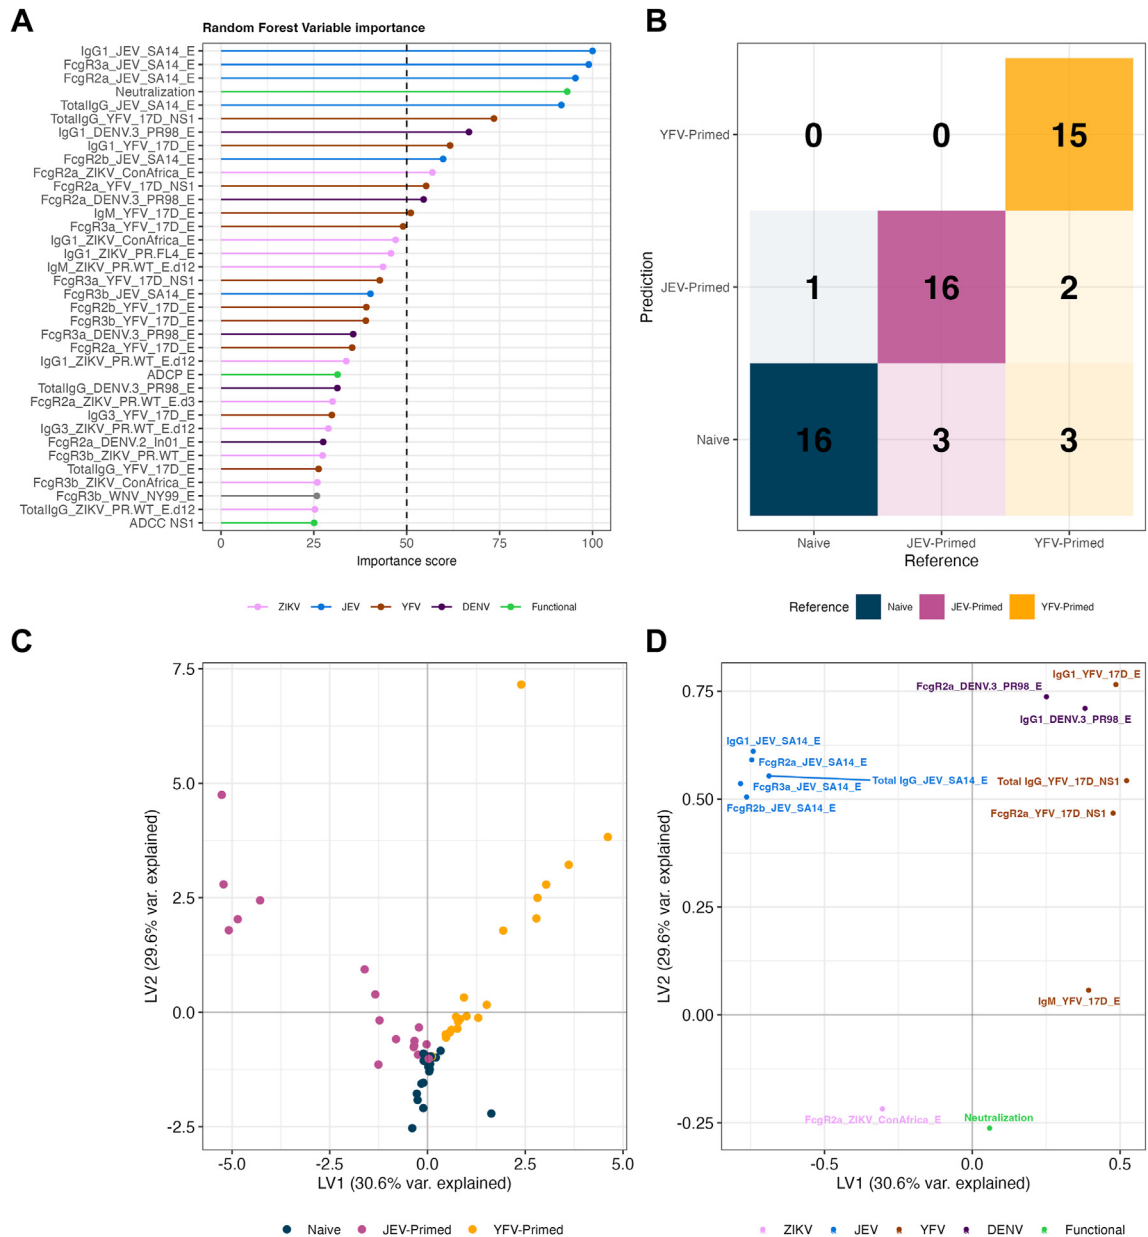 A
Random Forest Variable importance
IgG1_JEV_SA14_E
FcgR3a_JEV_SA14_E
FcgR2a_JEV_SA14_E
Neutralization
TotalIgG_JEV_SA14_E
TotalIgG_YFV_17D_NS1
IgG1_DENV.3_PR98_E
IgG1_YFV_17D_E
FcgR2b_JEV_SA14_E
FcgR2a_ZIKV_ConAfrica_E
FcgR2a_YFV_17D_NS1
FcgR2a_DENV.3_PR98_E
IgM_YFV_17D_E
FcgR3a_YFV_17D_E
IgG1_ZIKV_ConAfrica_E
IgG1_ZIKV_PR.FL4_E
IgM_ZIKV_PR.WT_E.d12
FcgR3a_YFV_17D_NS1
FcgR3b_JEV_SA14_E
FcgR2b_YFV_17D_E
FcgR3b_YFV_17D_E
FcgR3a_DENV.3_PR98_E
FcgR2a_YFV_17D_E
IgG1_ZIKV_PR.WT_E.d12
ADCP E
TotalIgG_DENV.3_PR98_E
FcgR2a_ZIKV_PR.WT_E.d3
IgG3_YFV_17D_E
IgG3_ZIKV_PR.WT_E.d12
FcgR2a_DENV.2_In01_E
FcgR3b_ZIKV_PR.WT_E
TotalIgG_YFV_17D_E
FcgR3b_ZIKV_ConAfrica_E
FcgR3b_WNV_NY99_E
TotalIgG_ZIKV_PR.WT_E.d12
ADCC NS1
0 25 50 75 100
Importance score
ZIKV JEV YFV DENV Functional
B
Prediction
YFV-Primed 0 0 15
JEV-Primed 1 16 2
Naive 16 3 3
Naive JEV-Primed YFV-Primed
Reference
Reference Naive JEV-Primed YFV-Primed
C
LV2 (29.6% var. explained)
7.5
5.0
2.5
0.0
-2.5
-5.0 -2.5 0.0 2.5 5.0
LV1 (30.6% var. explained)
Naive JEV-Primed YFV-Primed
D
LV2 (29.6% var. explained)
0.75
0.50
0.25
0.00
-0.25
IgG1_YFV_17D_E
FcgR2a_DENV.3_PR98_E
IgG1_DENV.3_PR98_E
IgG1_JEV_SA14_E
FcgR2a_JEV_SA14_E
Total IgG_JEV_SA14_E
Total IgG_YFV_17D_NS1
FcgR3a_JEV_SA14_E
FcgR2b_JEV_SA14_E
FcgR2a_YFV_17D_NS1
IgM_YFV_17D_E
FcgR2a_ZIKV_ConAfrica_E
Neutralization
-0.5 0.0 0.5
LV1 (30.6% var. explained)
ZIKV JEV YFV DENV Functional